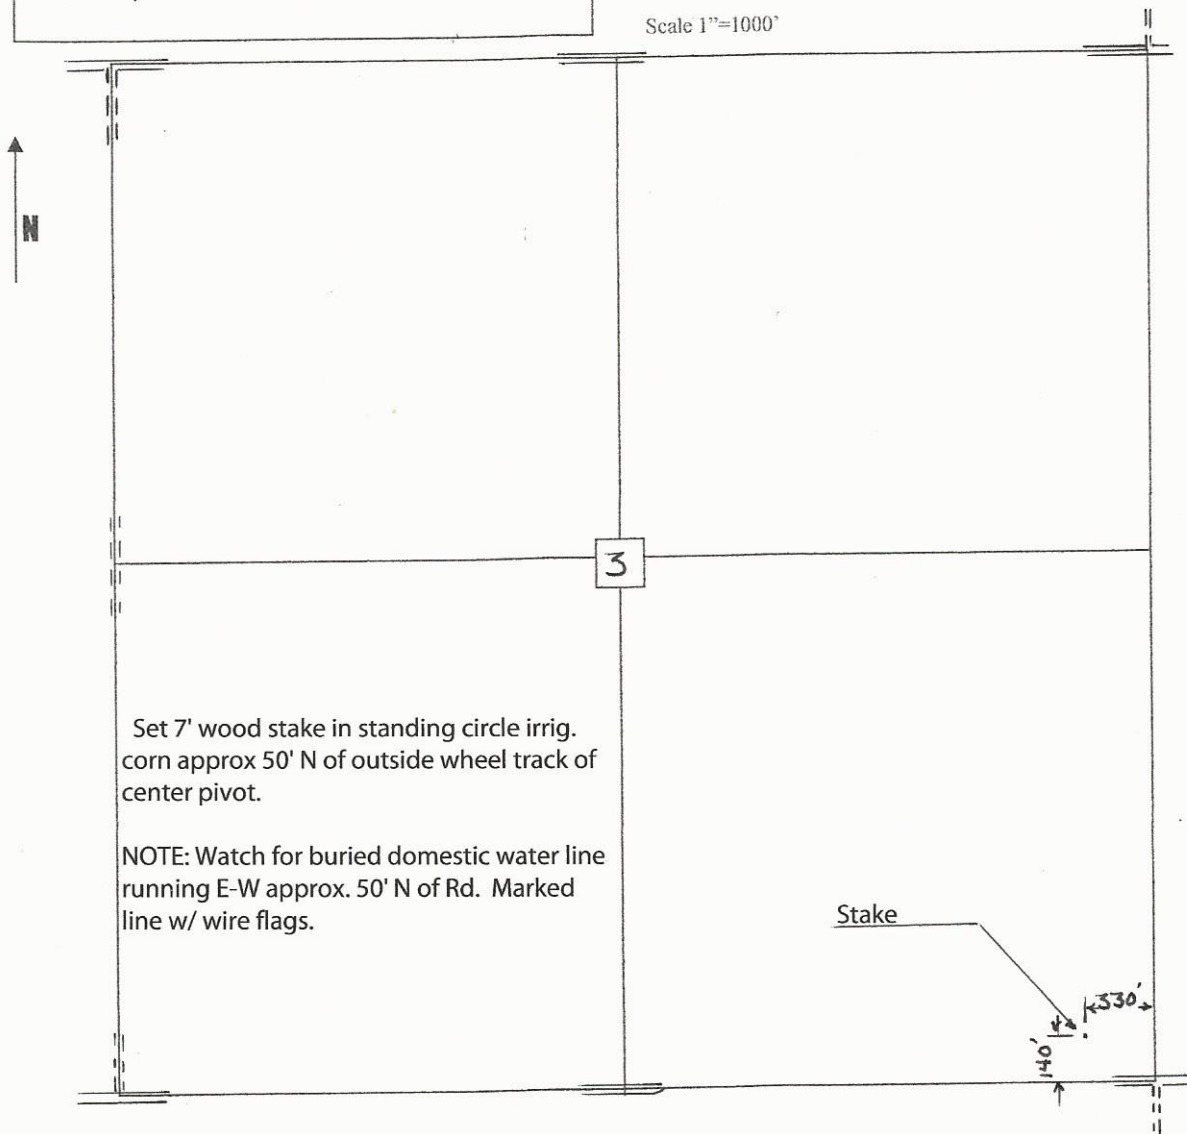 Scale 1"=1000'
N
3
Set 7' wood stake in standing circle irrig.
corn approx 50' N of outside wheel track of
center pivot.
NOTE: Watch for buried domestic water line
running E-W approx. 50' N of Rd. Marked
line w/ wire flags.
Stake
330'
140'